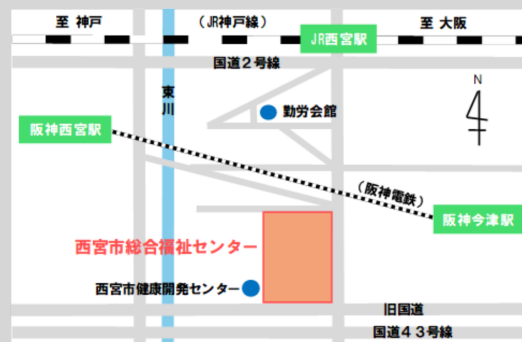 至 神戸
（JR神戸線）
至 大阪
JR西宮駅
国道２号線
東川
勤労会館
N
阪神西宮駅
（阪神電鉄）
阪神今津駅
西宮市総合福祉センター
西宮市健康開発センター
旧国道
国道４３号線